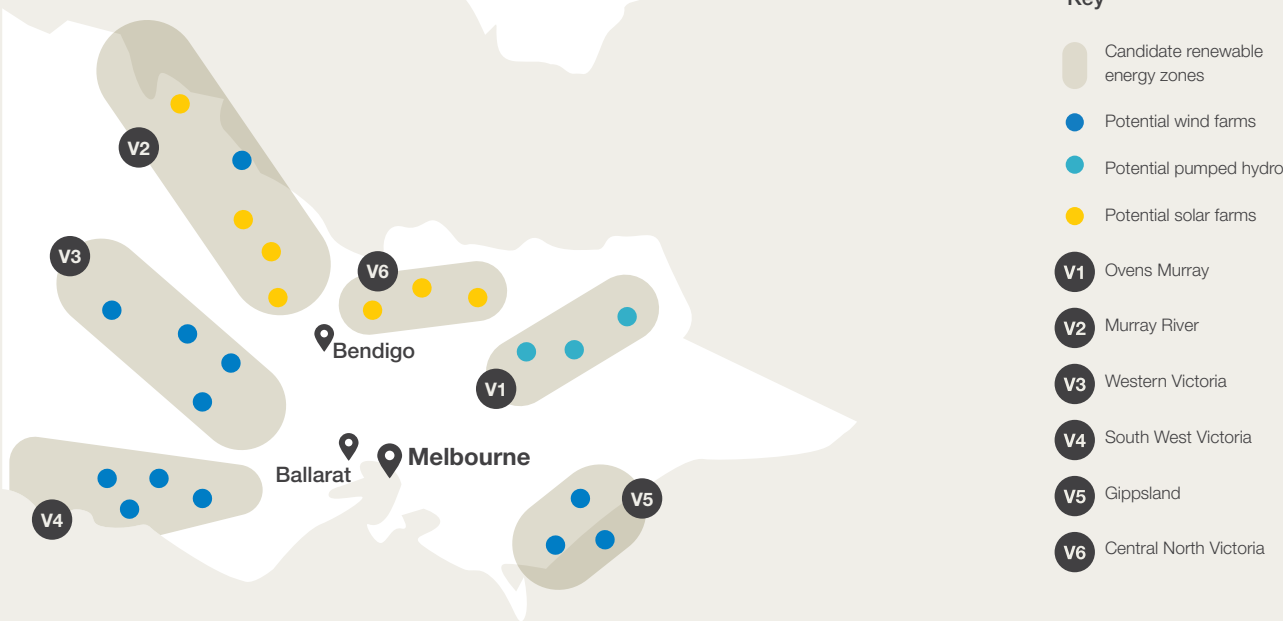 Key
Candidate renewable
energy zones
Potential wind farms
Potential pumped hydro
Potential solar farms
V1 Ovens Murray
V2 Murray River
V3 Western Victoria
V4 South West Victoria
V5 Gippsland
V6 Central North Victoria
V2
V3
V6
Bendigo
V1
Ballarat
Melbourne
V5
V4